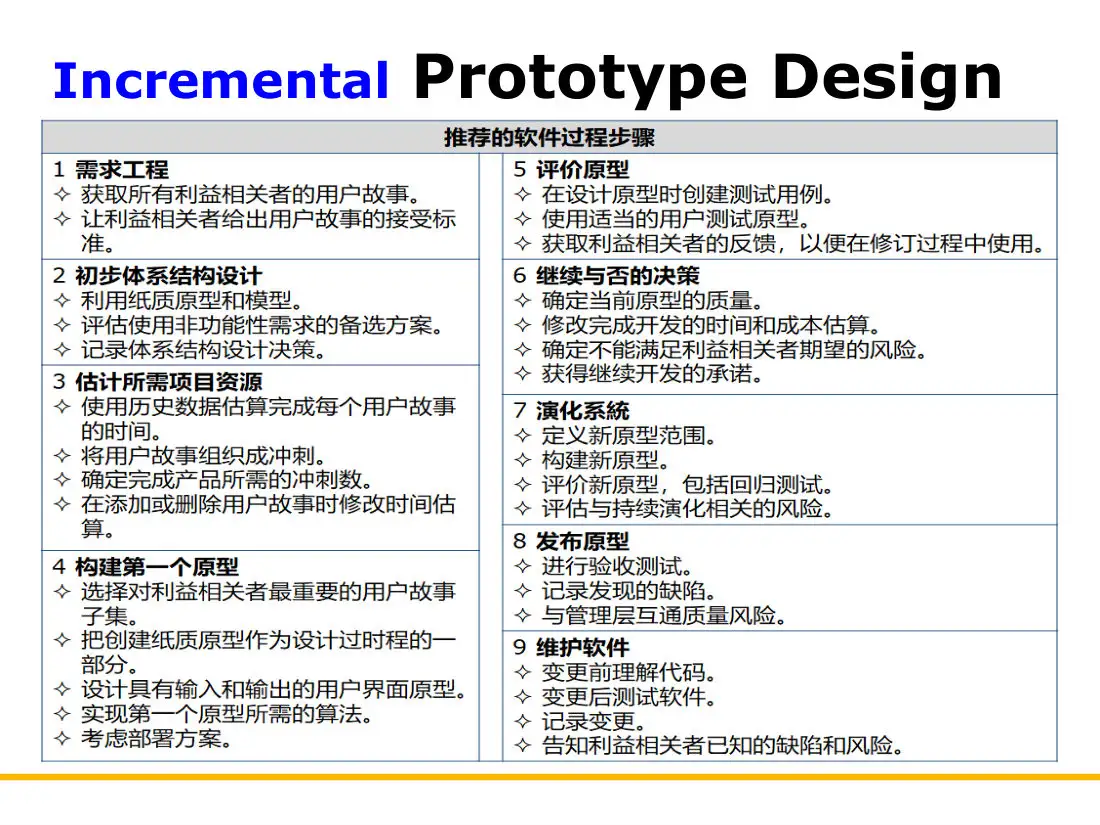 Incremental Prototype Design
推荐的软件过程步骤
1 需求工程
✧ 获取所有利益相关者的用户故事。
✧ 让利益相关者给出用户故事的接受标
准。
2 初步体系结构设计
✧ 利用纸质原型和模型。
✧ 评估使用非功能性需求的备选方案。
✧ 记录体系结构设计决策。
3 估计所需项目资源
✧ 使用历史数据估算完成每个用户故事
的时间。
✧ 将用户故事组织成冲刺。
✧ 确定完成产品所需的冲刺数。
✧ 在添加或删除用户故事时修改时间估
算。
4 构建第一个原型
✧ 选择对利益相关者最重要的用户故事
子集。
✧ 把创建纸质原型作为设计过时程的一
部分。
✧ 设计具有输入和输出的用户界面原型。
✧ 实现第一个原型所需的算法。
✧ 考虑部署方案。
5 评价原型
✧ 在设计原型时创建测试用例。
✧ 使用适当的用户测试原型。
✧ 获取利益相关者的反馈，以便在修订过程中使用。
6 继续与否的决策
✧ 确定当前原型的质量。
✧ 修改完成开发的时间和成本估算。
✧ 确定不能满足利益相关者期望的风险。
✧ 获得继续开发的承诺。
7 演化系統
✧ 定义新原型范围。
✧ 构建新原型。
✧ 评价新原型，包括回归测试。
✧ 评估与持续演化相关的风险。
8 发布原型
✧ 进行验收测试。
✧ 记录发现的缺陷。
✧ 与管理层互通质量风险。
9 维护软件
✧ 变更前理解代码。
✧ 变更后测试软件。
✧ 记录变更。
✧ 告知利益相关者已知的缺陷和风险。